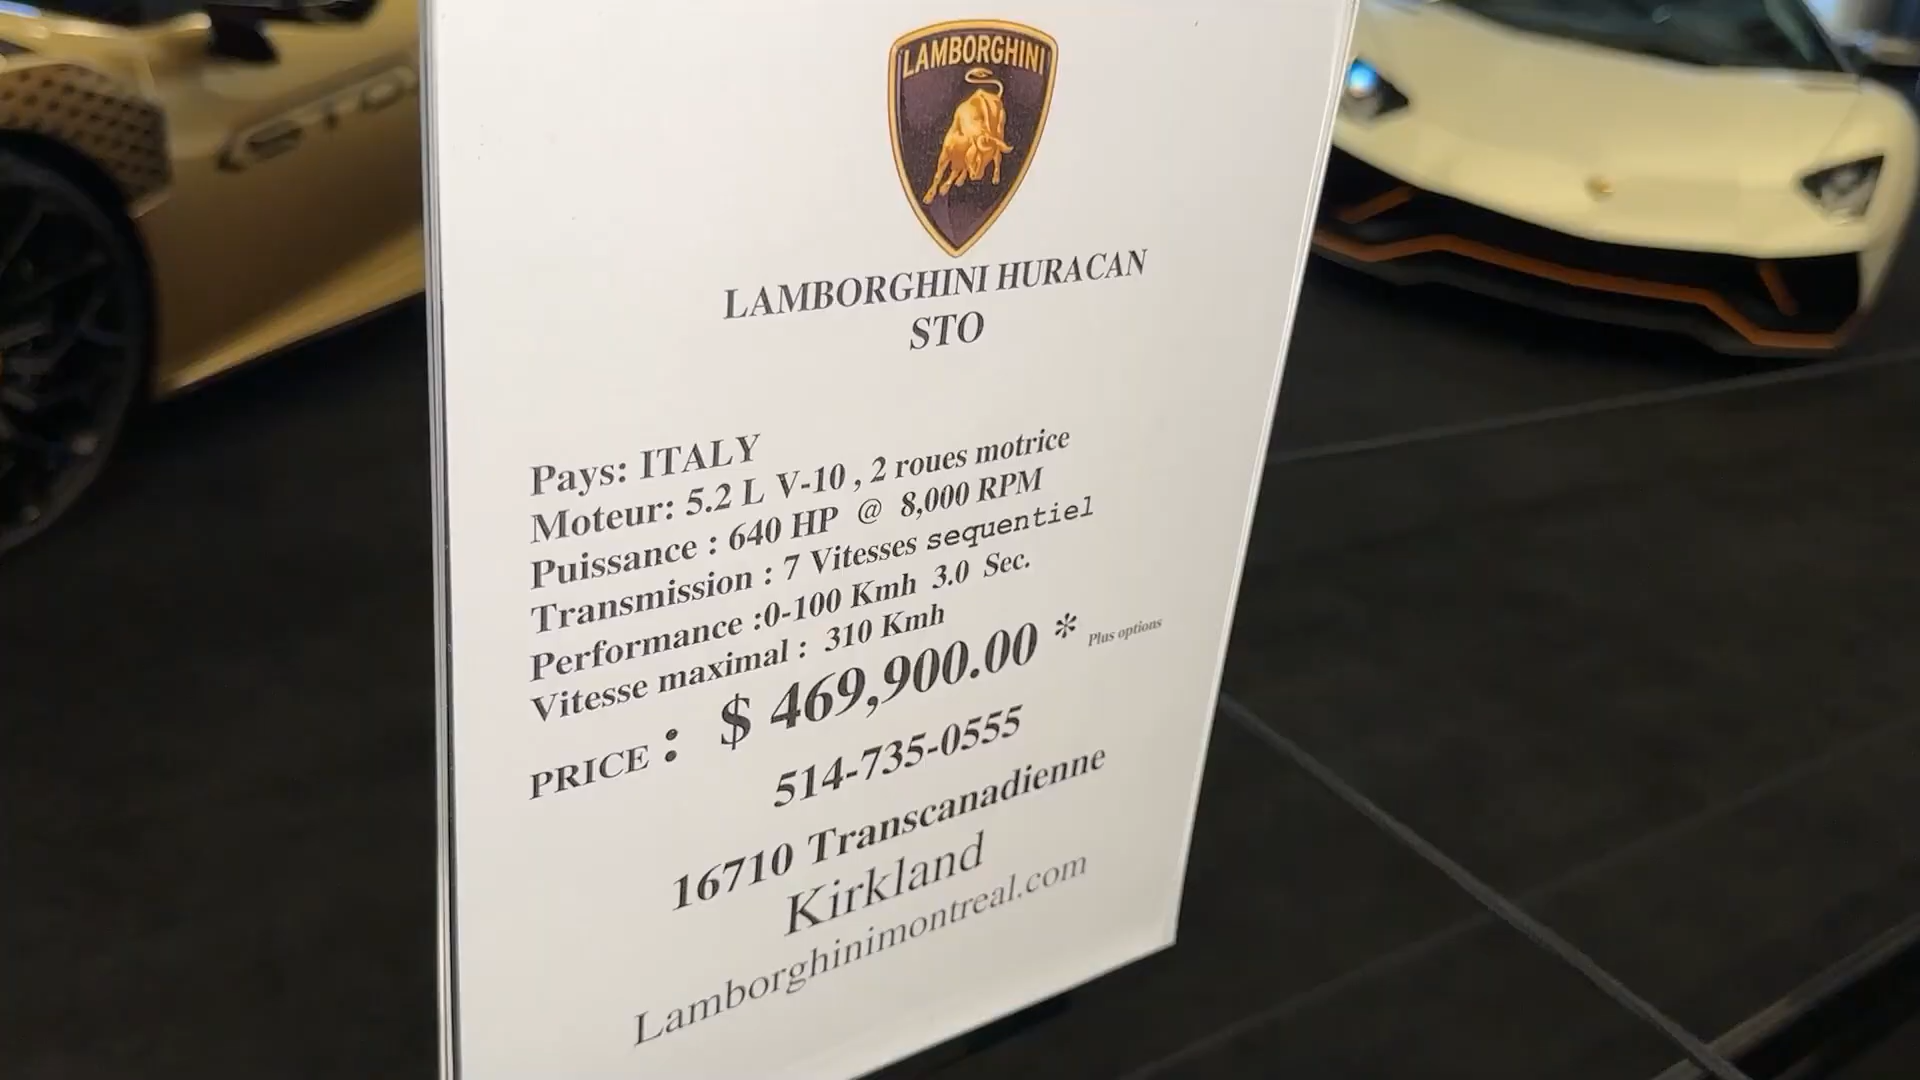 LAMBORGHINI
LAMBORGHINI HURACAN
STO
Pays: ITALY
Moteur: 5.2 L V-10 , 2 roues motrice
Puissance : 640 HP @ 8,000 RPM
Transmission : 7 Vitesses sequentiel
Performance :0-100 Kmh 3.0 Sec.
Vitesse maximal : 310 Kmh
PRICE : $ 469,900.00 * Plus options
514-735-0555
16710 Transcanadienne
Kirkland
Lamborghinimontreal.com
STO